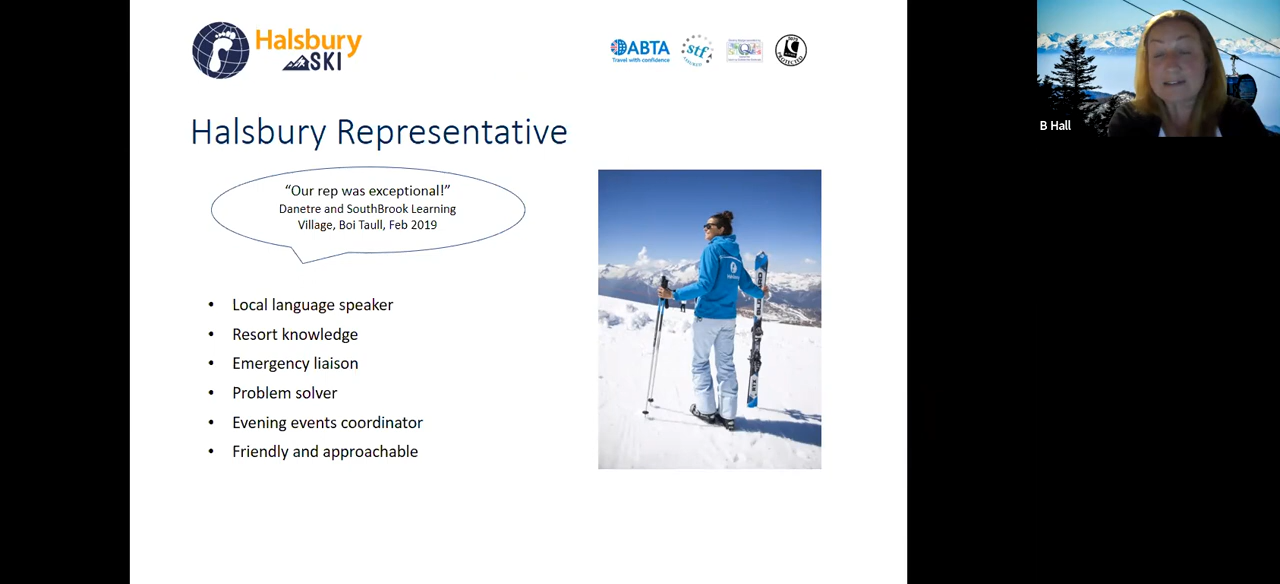 Halsbury
SKI
ABTA
Travel with confidence
stf
ASSURED
PROTECTED
B Hall
Halsbury Representative
“Our rep was exceptional!”
Danetre and SouthBrook Learning
Village, Boi Taull, Feb 2019
• Local language speaker
• Resort knowledge
• Emergency liaison
• Problem solver
• Evening events coordinator
• Friendly and approachable